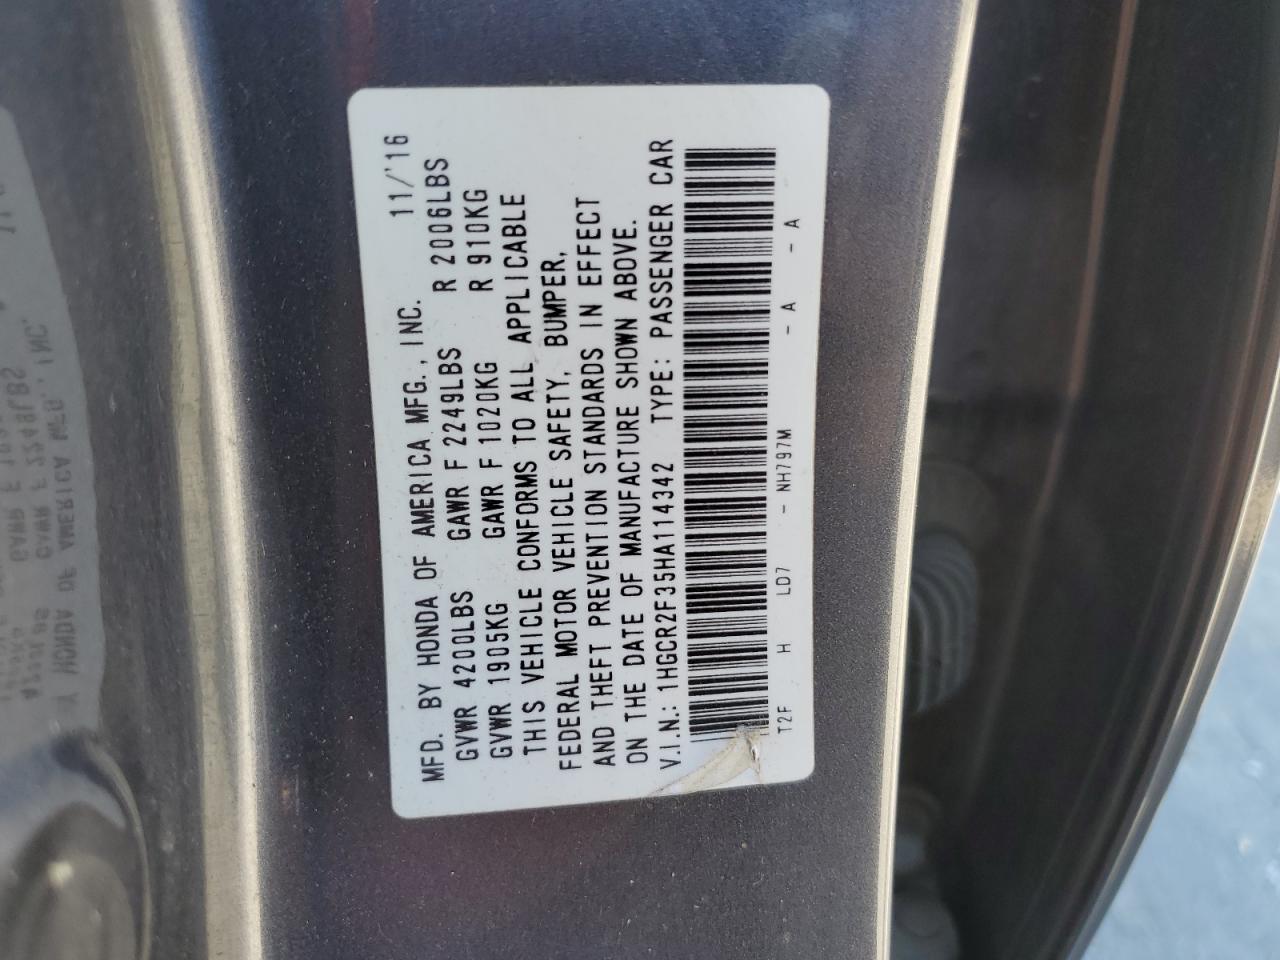 MFD. BY HONDA OF AMERICA MFG., INC. 11/'16
GVWR 4200LBS GAWR F 2249LBS R 2006LBS
GVWR 1905KG GAWR F 1020KG R 910KG
THIS VEHICLE CONFORMS TO ALL APPLICABLE
FEDERAL MOTOR VEHICLE SAFETY, BUMPER,
AND THEFT PREVENTION STANDARDS IN EFFECT
ON THE DATE OF MANUFACTURE SHOWN ABOVE.
V.I.N.: 1HGCR2F35HA114342 TYPE: PASSENGER CAR
T2F H LD7 - NH797M - A - A